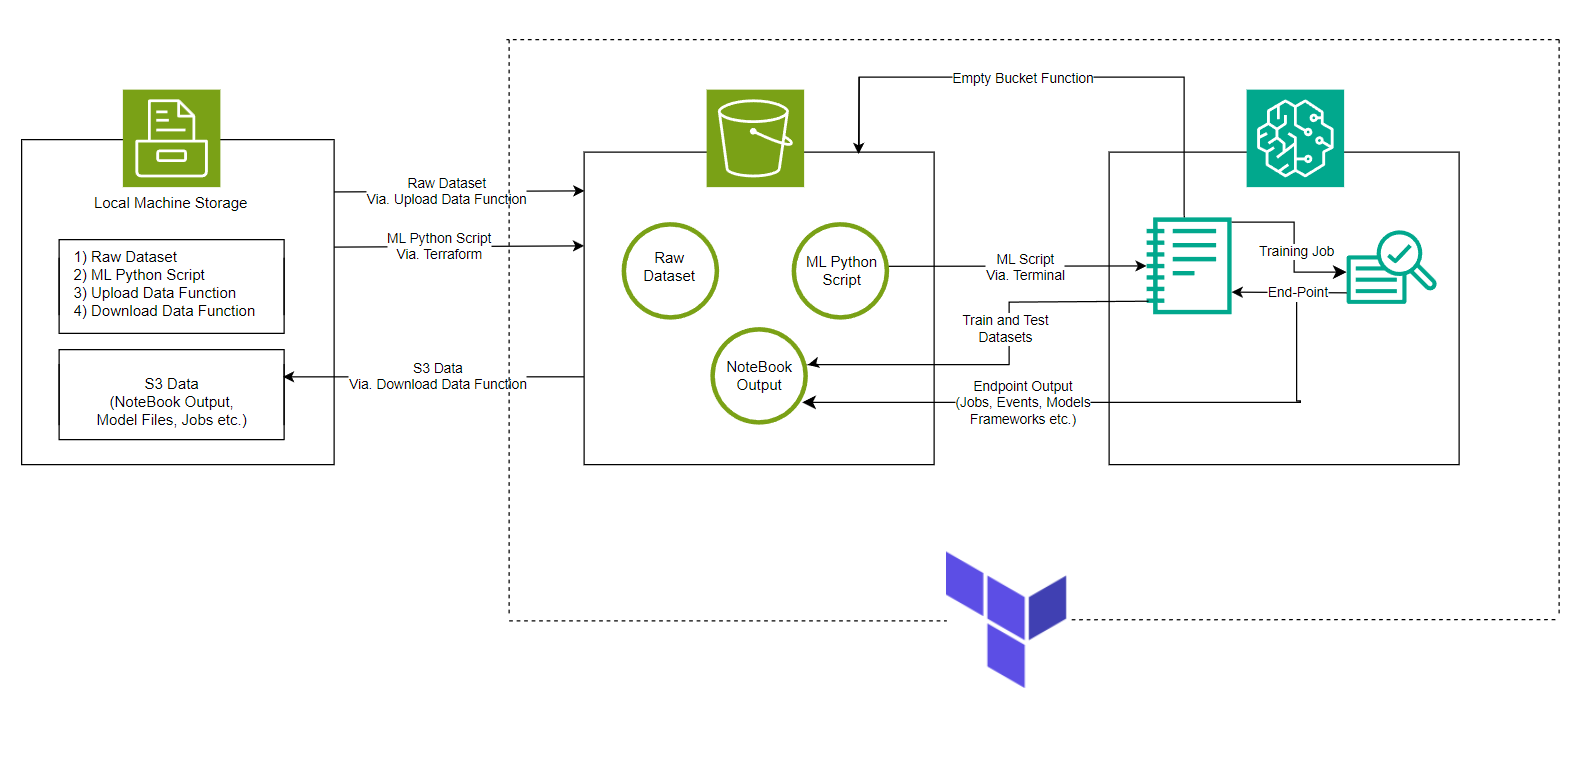 Empty Bucket Function
Local Machine Storage
1) Raw Dataset
2) ML Python Script
3) Upload Data Function
4) Download Data Function
S3 Data
(NoteBook Output,
Model Files, Jobs etc.)
Raw Dataset
Via. Upload Data Function
ML Python Script
Via. Terraform
S3 Data
Via. Download Data Function
Raw
Dataset
ML Python
Script
NoteBook
Output
ML Script
Via. Terminal
Train and Test
Datasets
Endpoint Output
(Jobs, Events, Models
Frameworks etc.)
Training Job
End-Point